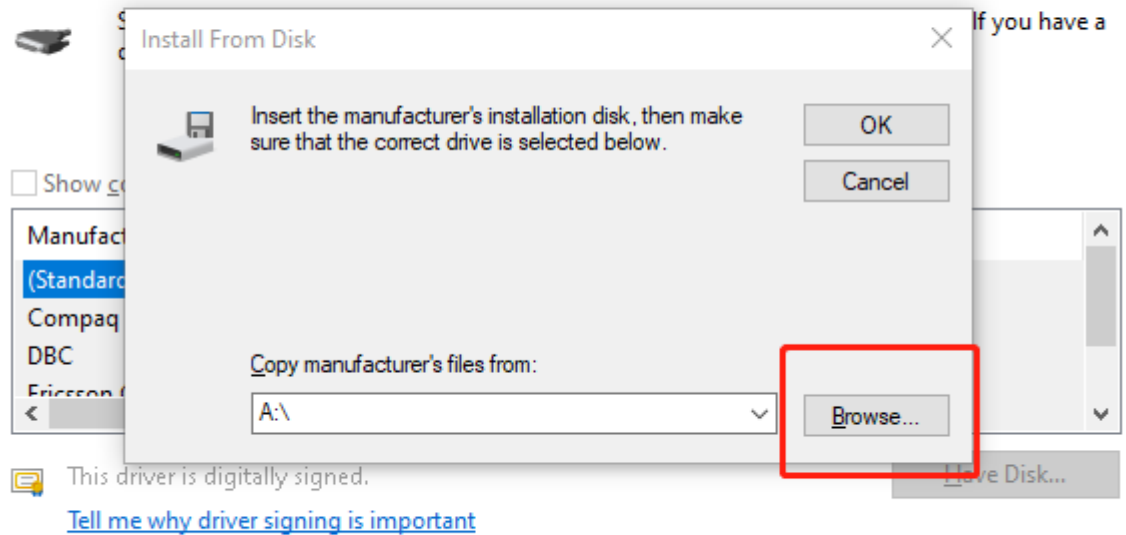 If you have a
Install From Disk
Insert the manufacturer's installation disk, then make
sure that the correct drive is selected below.
OK
Cancel
Show
Manufact
(Standard
Compaq
DBC
Ericsson
Copy manufacturer's files from:
A:\
Browse...
This driver is digitally signed.
Have Disk...
Tell me why driver signing is important